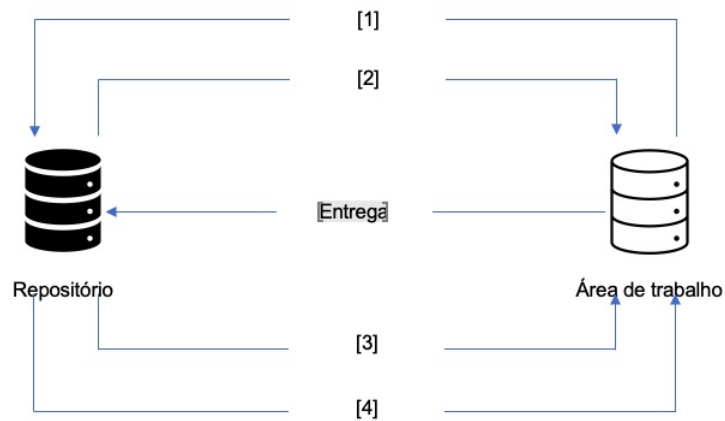 [1]
[2]
[Entrega]
Repositório
Área de trabalho
[3]
[4]